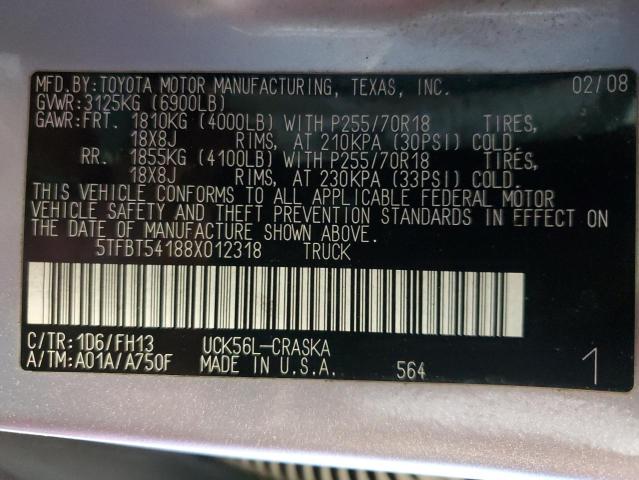 MFD.BY:TOYOTA MOTOR MANUFACTURING, TEXAS, INC. 02/08
GVWR:3125KG (6900LB)
GAWR:FRT. 1810KG (4000LB) WITH P255/70R18 TIRES,
18X8J RIMS, AT 210KPA (30PSI) COLD.
RR. 1855KG (4100LB) WITH P255/70R18 TIRES,
18X8J RIMS, AT 230KPA (33PSI) COLD.
THIS VEHICLE CONFORMS TO ALL APPLICABLE FEDERAL MOTOR
VEHICLE SAFETY AND THEFT PREVENTION STANDARDS IN EFFECT ON
THE DATE OF MANUFACTURE SHOWN ABOVE.
5TFBT54188X012318 TRUCK
C/TR:1D6/FH13 UCK56L-CRASKA
A/TM:A01A/A750F MADE IN U.S.A. 564 1